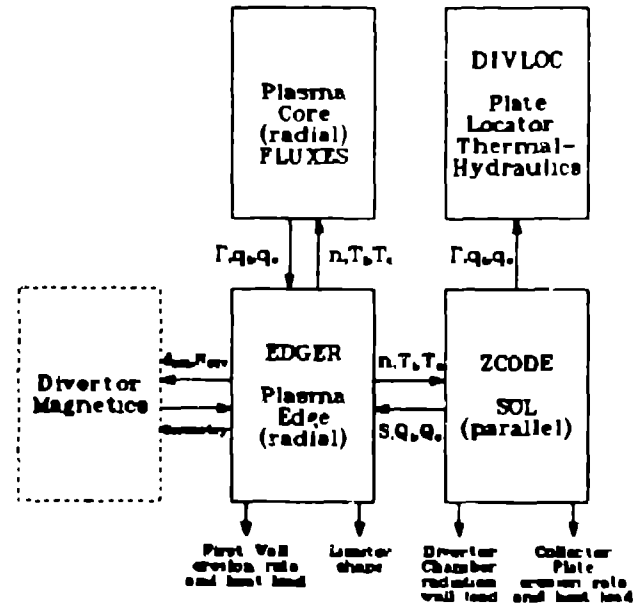 Plasma
Core
(radial)
FLUXES
DIVLOC
Plate
Locator
Thermal-
Hydraulics
Γ,qᵢ,qₑ
n,Tᵢ,Tₑ
Γ,qᵢ,qₑ
Divertor
Magnetics
Geometry
EDGER
Plasma
Edge
(radial)
n,Tᵢ,Tₑ
S,Qᵢ,Qₑ
ZCODE
SOL
(parallel)
First Wall
erosion rate
and heat load
Limiter
shape
Divertor
Chamber
radiation
wall load
Collector
Plate
erosion rate
and heat load